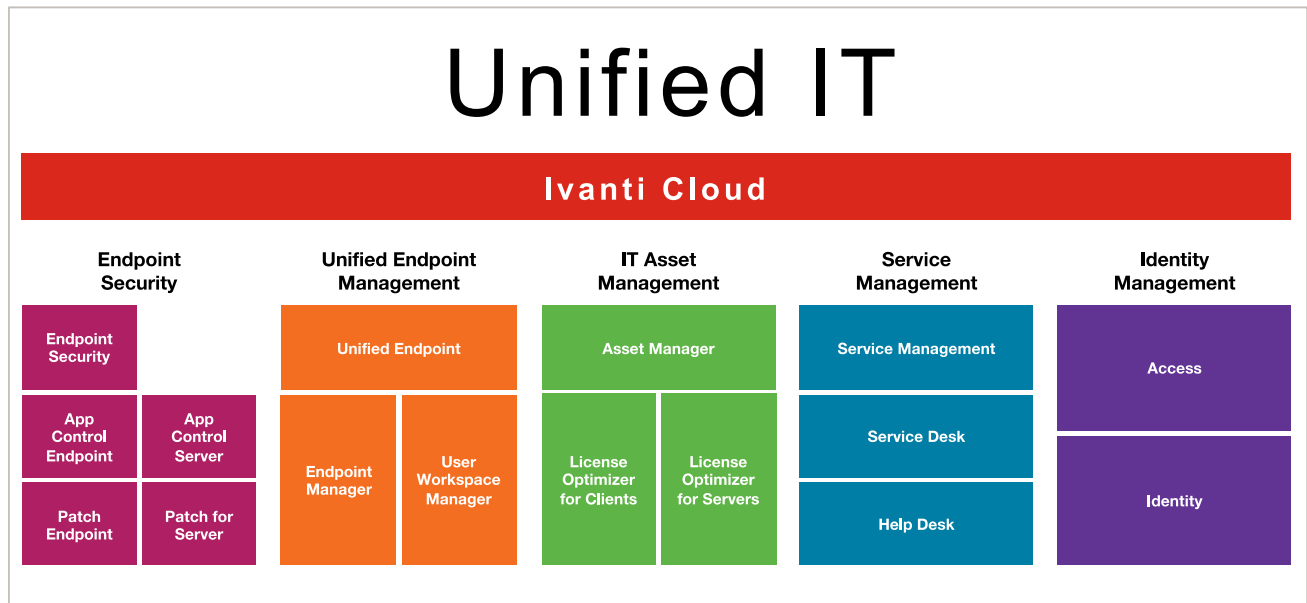 Unified IT
Ivanti Cloud
Endpoint
Security
Endpoint
Security
App
Control
Endpoint
App
Control
Server
Patch
Endpoint
Patch for
Server
Unified Endpoint
Management
Unified Endpoint
Endpoint
Manager
User
Workspace
Manager
IT Asset
Management
Asset Manager
License
Optimizer
for Clients
License
Optimizer
for Servers
Service
Management
Service Management
Service Desk
Help Desk
Identity
Management
Access
Identity